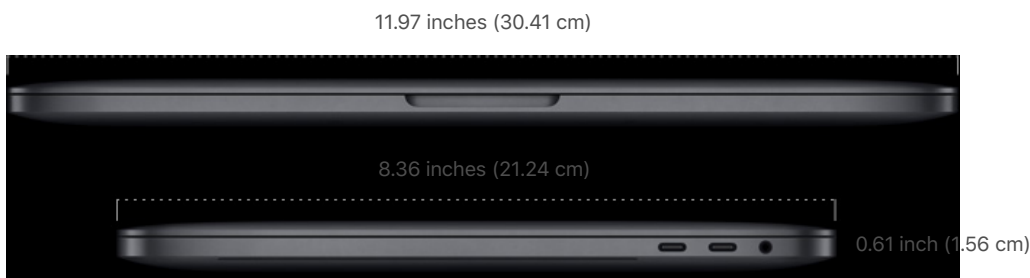 11.97 inches (30.41 cm)
8.36 inches (21.24 cm)
0.61 inch (1.56 cm)